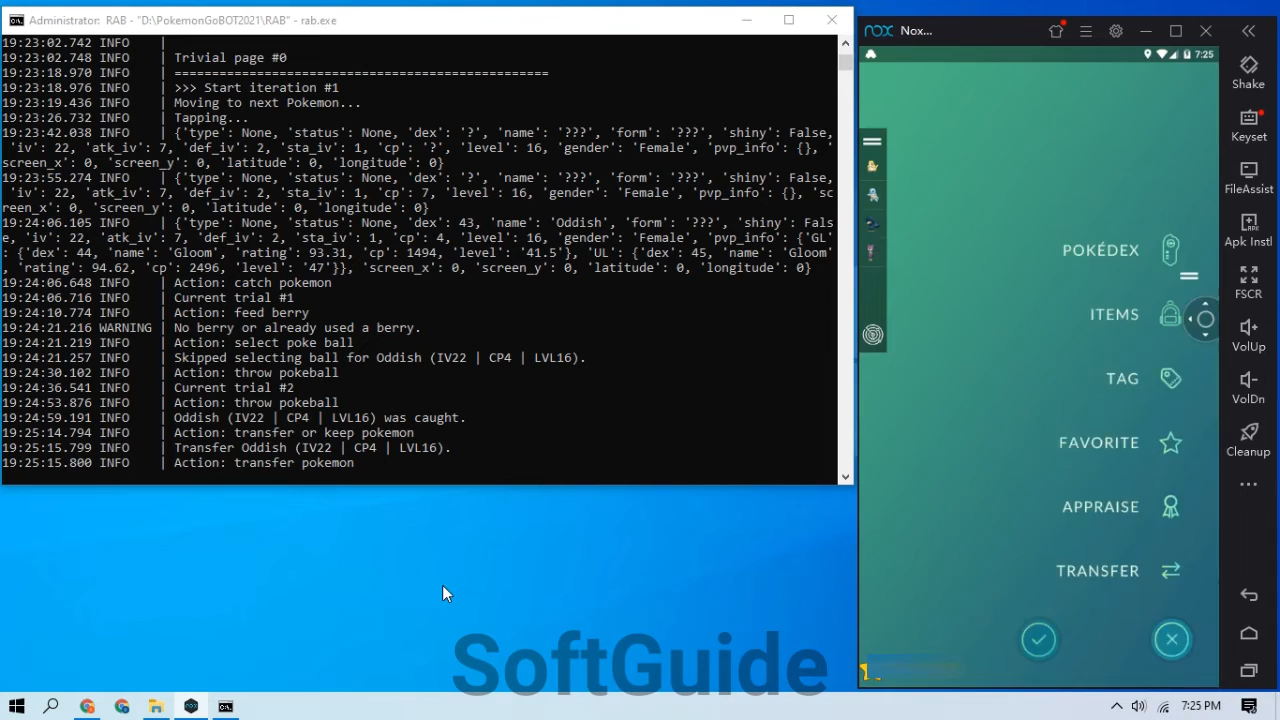 Administrator: RAB - "D:\PokemonGoBOT2021\RAB" - rab.exe
19:23:02.742 INFO     |
19:23:02.748 INFO     | Trivial page #0
19:23:18.970 INFO     | ==================================================
19:23:18.976 INFO     | >>> Start iteration #1
19:23:19.436 INFO     | Moving to next Pokemon...
19:23:26.732 INFO     | Tapping...
19:23:42.038 INFO     | {'type': None, 'status': None, 'dex': '?', 'name': '???', 'form': '???', 'shiny': False,
'iv': 22, 'atk_iv': 7, 'def_iv': 2, 'sta_iv': 1, 'cp': '?', 'level': 16, 'gender': 'Female', 'pvp_info': {}, '
screen_x': 0, 'screen_y': 0, 'latitude': 0, 'longitude': 0}
19:23:55.274 INFO     | {'type': None, 'status': None, 'dex': '?', 'name': '???', 'form': '???', 'shiny': False,
'iv': 22, 'atk_iv': 7, 'def_iv': 2, 'sta_iv': 1, 'cp': 7, 'level': 16, 'gender': 'Female', 'pvp_info': {}, 'sc
reen_x': 0, 'screen_y': 0, 'latitude': 0, 'longitude': 0}
19:24:06.105 INFO     | {'type': None, 'status': None, 'dex': 43, 'name': 'Oddish', 'form': '???', 'shiny': Fals
e, 'iv': 22, 'atk_iv': 7, 'def_iv': 2, 'sta_iv': 1, 'cp': 4, 'level': 16, 'gender': 'Female', 'pvp_info': {'GL'
: {'dex': 44, 'name': 'Gloom', 'rating': 93.31, 'cp': 1494, 'level': '41.5'}, 'UL': {'dex': 45, 'name': 'Gloom'
, 'rating': 94.62, 'cp': 2496, 'level': '47'}}, 'screen_x': 0, 'screen_y': 0, 'latitude': 0, 'longitude': 0}
19:24:06.648 INFO     | Action: catch pokemon
19:24:06.716 INFO     | Current trial #1
19:24:10.774 INFO     | Action: feed berry
19:24:21.216 WARNING | No berry or already used a berry.
19:24:21.219 INFO     | Action: select poke ball
19:24:21.257 INFO     | Skipped selecting ball for Oddish (IV22 | CP4 | LVL16).
19:24:30.102 INFO     | Action: throw pokeball
19:24:36.541 INFO     | Current trial #2
19:24:53.876 INFO     | Action: throw pokeball
19:24:59.191 INFO     | Oddish (IV22 | CP4 | LVL16) was caught.
19:25:14.794 INFO     | Action: transfer or keep pokemon
19:25:15.799 INFO     | Transfer Oddish (IV22 | CP4 | LVL16).
19:25:15.800 INFO     | Action: transfer pokemon
nox Nox...
7:25
POKÉDEX
ITEMS
TAG
FAVORITE
APPRAISE
TRANSFER
Shake
Keyset
FileAssist
Apk Instl
FSCR
VolUp
VolDn
Cleanup
SoftGuide
7:25 PM